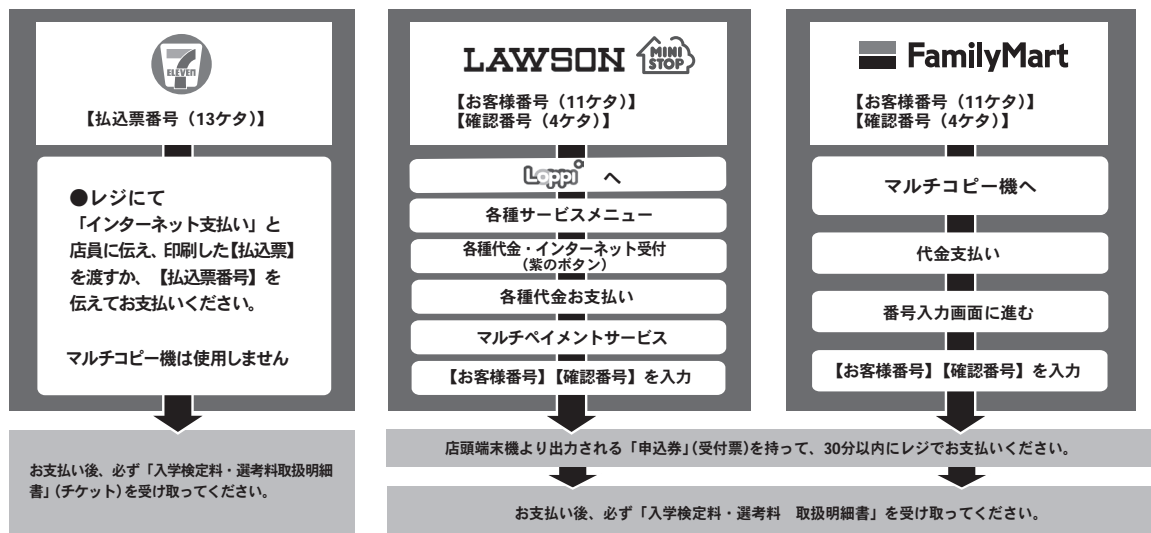 7
ELEVEN
【払込票番号（13ケタ）】
●レジにて
「インターネット支払い」と
店員に伝え、印刷した【払込票】
を渡すか、【払込票番号】を
伝えてお支払いください。
マルチコピー機は使用しません
お支払い後、必ず「入学検定料・選考料取扱明細
書」（チケット）を受け取ってください。
LAWSON MINI STOP
【お客様番号（11ケタ）】
【確認番号（4ケタ）】
Loppi へ
各種サービスメニュー
各種代金・インターネット受付
（紫のボタン）
各種代金お支払い
マルチペイメントサービス
【お客様番号】【確認番号】を入力
FamilyMart
【お客様番号（11ケタ）】
【確認番号（4ケタ）】
マルチコピー機へ
代金支払い
番号入力画面に進む
【お客様番号】【確認番号】を入力
店頭端末機より出力される「申込券」（受付票）を持って、30分以内にレジでお支払いください。
お支払い後、必ず「入学検定料・選考料　取扱明細書」を受け取ってください。